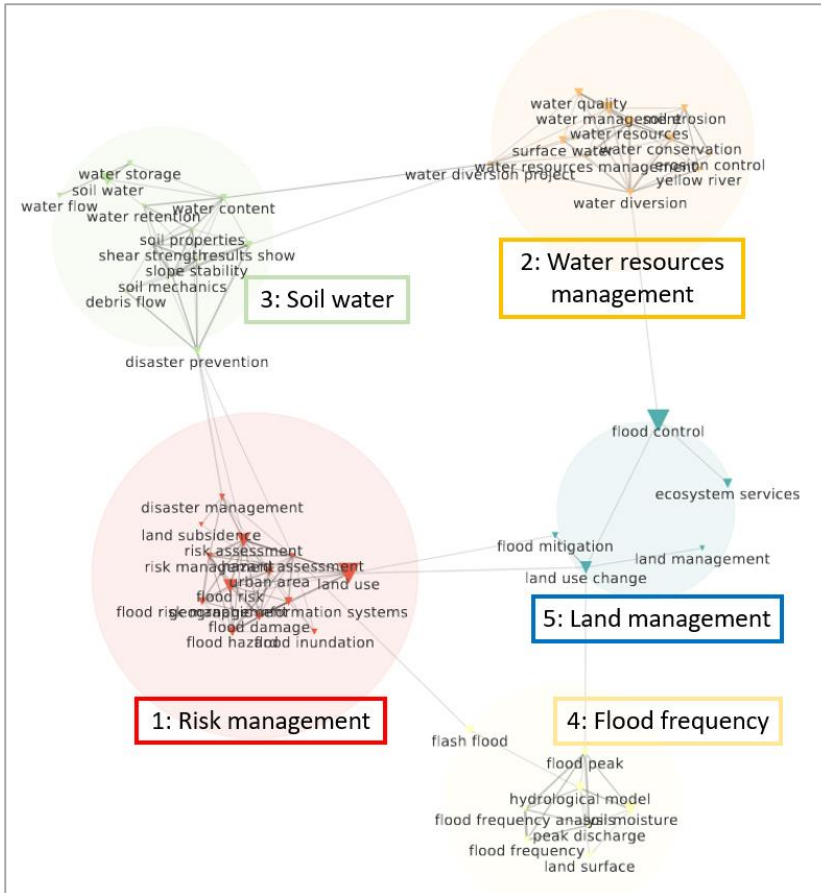 water quality
water management
soil erosion
water resources
surface water
water conservation
water resources management
erosion control
water diversion project
yellow river
water diversion
2: Water resources
management
water storage
soil water
water flow
water content
water retention
soil properties
shear strength
results show
slope stability
soil mechanics
debris flow
3: Soil water
disaster prevention
flood control
ecosystem services
flood mitigation
land management
land use change
5: Land management
disaster management
land subsidence
risk assessment
risk management
hazard assessment
urban area
land use
flood risk
flood risk management
geographic information systems
flood damage
flood hazard
flood inundation
1: Risk management
4: Flood frequency
flash flood
flood peak
hydrological model
flood frequency analysis
soil moisture
peak discharge
flood frequency
land surface